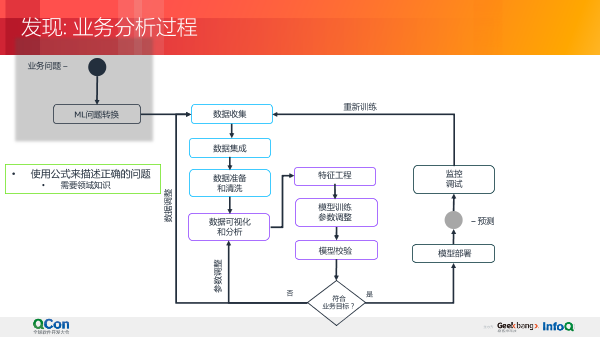 发现: 业务分析过程
业务问题 –
ML问题转换
数据收集
重新训练
数据集成
• 使用公式来描述正确的问题
• 需要领域知识
数据准备
和清洗
特征工程
监控
调试
数据调整
模型训练
参数调整
数据可视化
和分析
– 预测
模型校验
模型部署
参数调整
否
符合
业务目标？
是
QCon
全球软件开发大会
Geekbang
InfoQ